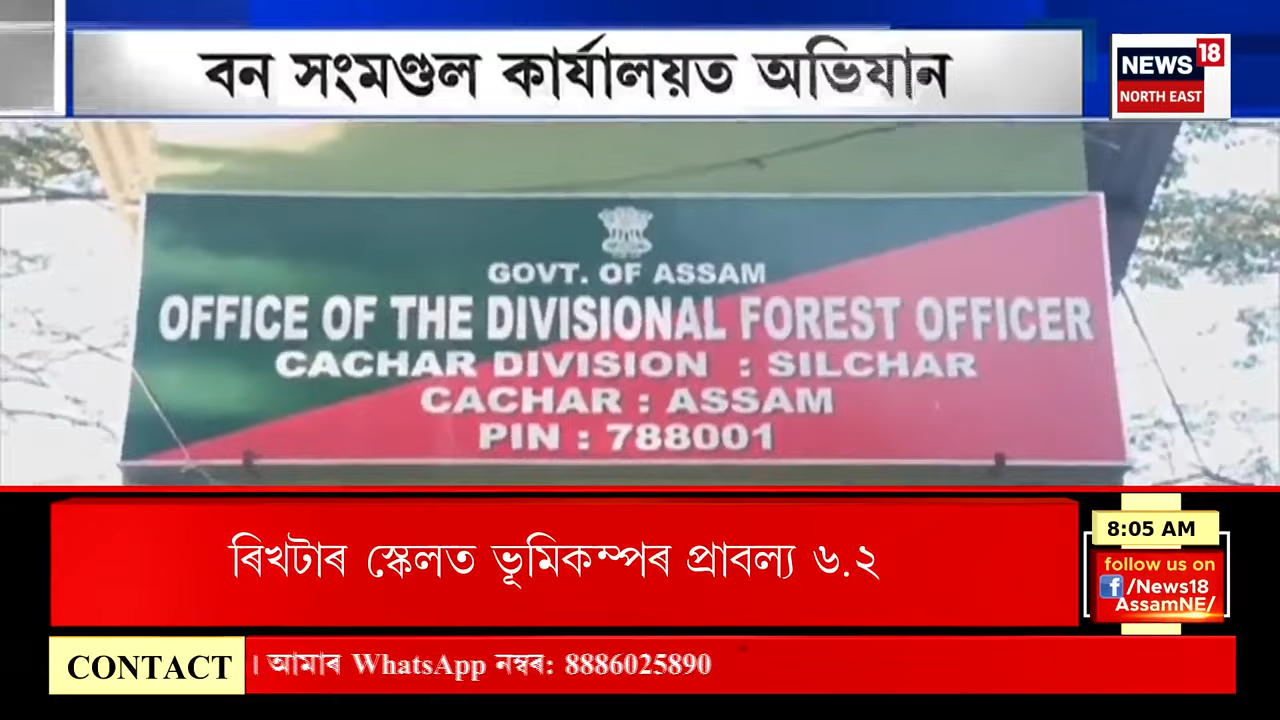 বন সংমণ্ডল কাৰ্যালয়ত অভিযান
NEWS 18
NORTH EAST
GOVT. OF ASSAM
OFFICE OF THE DIVISIONAL FOREST OFFICER
CACHAR DIVISION : SILCHAR
CACHAR : ASSAM
PIN : 788001
ৰিখটাৰ স্কেলত ভূমিকম্পৰ প্ৰাবল্য ৬.২
8:05 AM
follow us on
f/News18
AssamNE/
CONTACT
। আমাৰ WhatsApp নম্বৰ: 8886025890